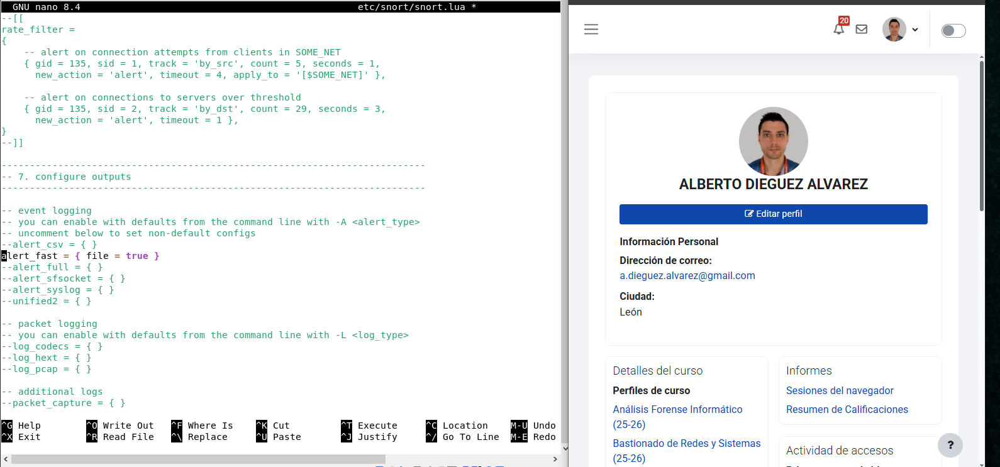 GNU nano 8.4 etc/snort/snort.lua *
--[[
rate_filter =
{
    -- alert on connection attempts from clients in SOME_NET
    { gid = 135, sid = 1, track = 'by_src', count = 5, seconds = 1,
      new_action = 'alert', timeout = 4, apply_to = '[$SOME_NET]' },

    -- alert on connections to servers over threshold
    { gid = 135, sid = 2, track = 'by_dst', count = 29, seconds = 3,
      new_action = 'alert', timeout = 1 },
}
--]]

---------------------------------------------------------------------------
-- 7. configure outputs
---------------------------------------------------------------------------

-- event logging
-- you can enable with defaults from the command line with -A <alert_type>
-- uncomment below to set non-default configs
--alert_csv = { }
alert_fast = { file = true }
--alert_full = { }
--alert_sfsocket = { }
--alert_syslog = { }
--unified2 = { }

-- packet logging
-- you can enable with defaults from the command line with -L <log_type>
--log_codecs = { }
--log_hext = { }
--log_pcap = { }

-- additional logs
--packet_capture = { }

^G Help ^O Write Out ^F Where Is ^K Cut ^T Execute ^C Location M-U Undo
^X Exit ^R Read File ^\ Replace ^U Paste ^J Justify ^/ Go To Line M-E Redo
20
ALBERTO DIEGUEZ ALVAREZ
Editar perfil
Información Personal
Dirección de correo:
a.dieguez.alvarez@gmail.com
Ciudad:
León
Detalles del curso
Perfiles de curso
Análisis Forense Informático
(25-26)
Bastionado de Redes y Sistemas
(25-26)
Informes
Sesiones del navegador
Resumen de Calificaciones
Actividad de accesos
?